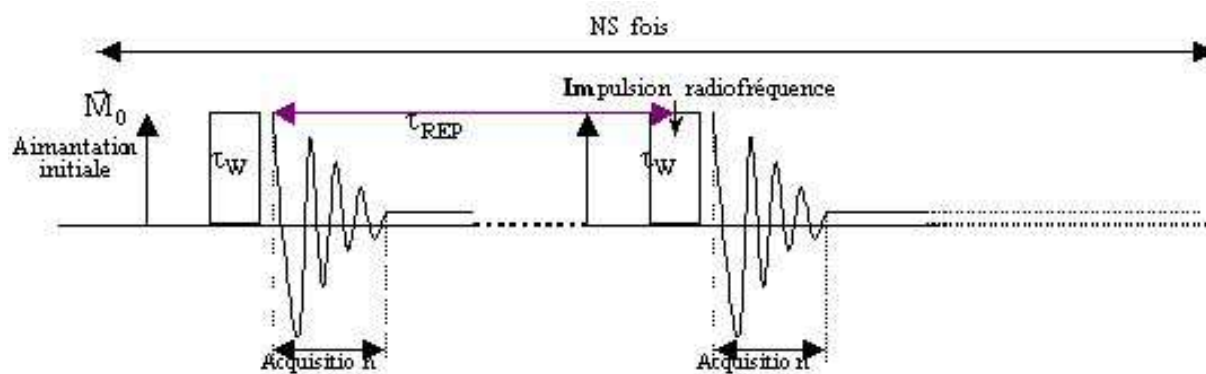 NS fois
Impulsion radiofréquence
M⃗0
τREP
Aimantation
initiale
τW
τW
Acquisitio n
Acquisitio n